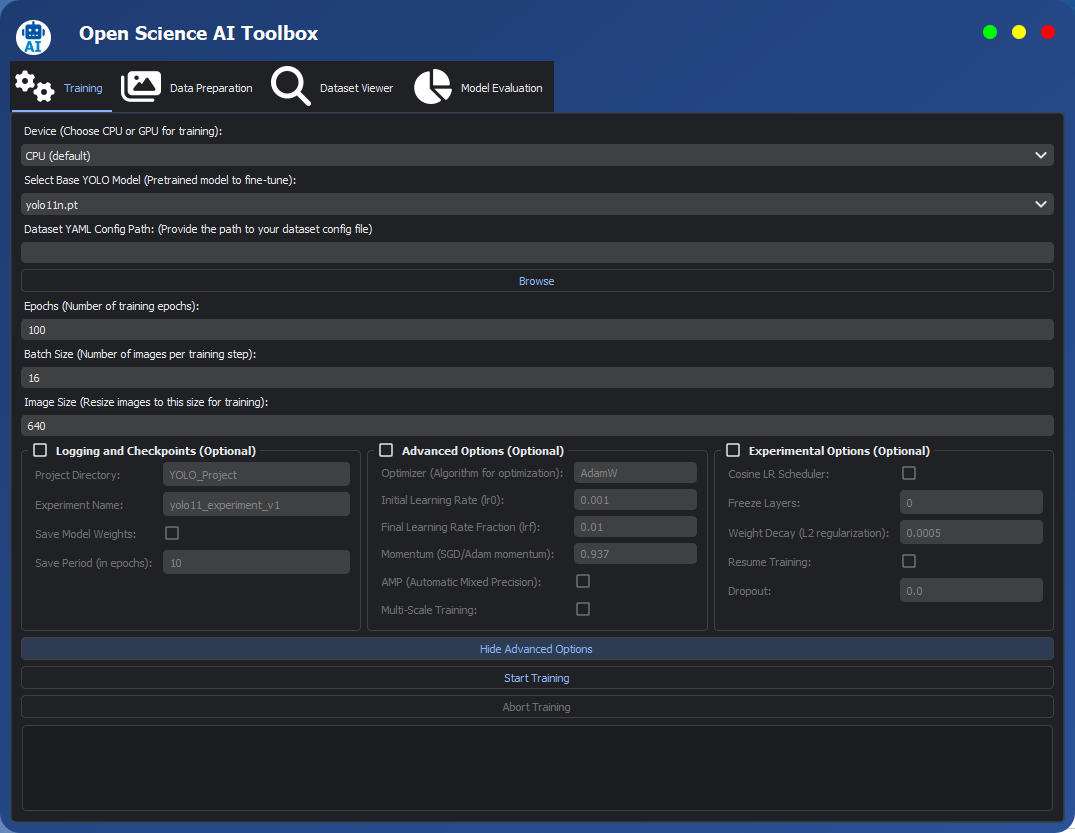 AI
Open Science AI Toolbox
Training
Data Preparation
Dataset Viewer
Model Evaluation
Device (Choose CPU or GPU for training):
CPU (default)
Select Base YOLO Model (Pretrained model to fine-tune):
yolo11n.pt
Dataset YAML Config Path: (Provide the path to your dataset config file)
Browse
Epochs (Number of training epochs):
100
Batch Size (Number of images per training step):
16
Image Size (Resize images to this size for training):
640
Logging and Checkpoints (Optional)
Project Directory:
YOLO_Project
Experiment Name:
yolo11_experiment_v1
Save Model Weights:
Save Period (in epochs):
10
Advanced Options (Optional)
Optimizer (Algorithm for optimization):
AdamW
Initial Learning Rate (lr0):
0.001
Final Learning Rate Fraction (lrf):
0.01
Momentum (SGD/Adam momentum):
0.937
AMP (Automatic Mixed Precision):
Multi-Scale Training:
Experimental Options (Optional)
Cosine LR Scheduler:
Freeze Layers:
0
Weight Decay (L2 regularization):
0.0005
Resume Training:
Dropout:
0.0
Hide Advanced Options
Start Training
Abort Training